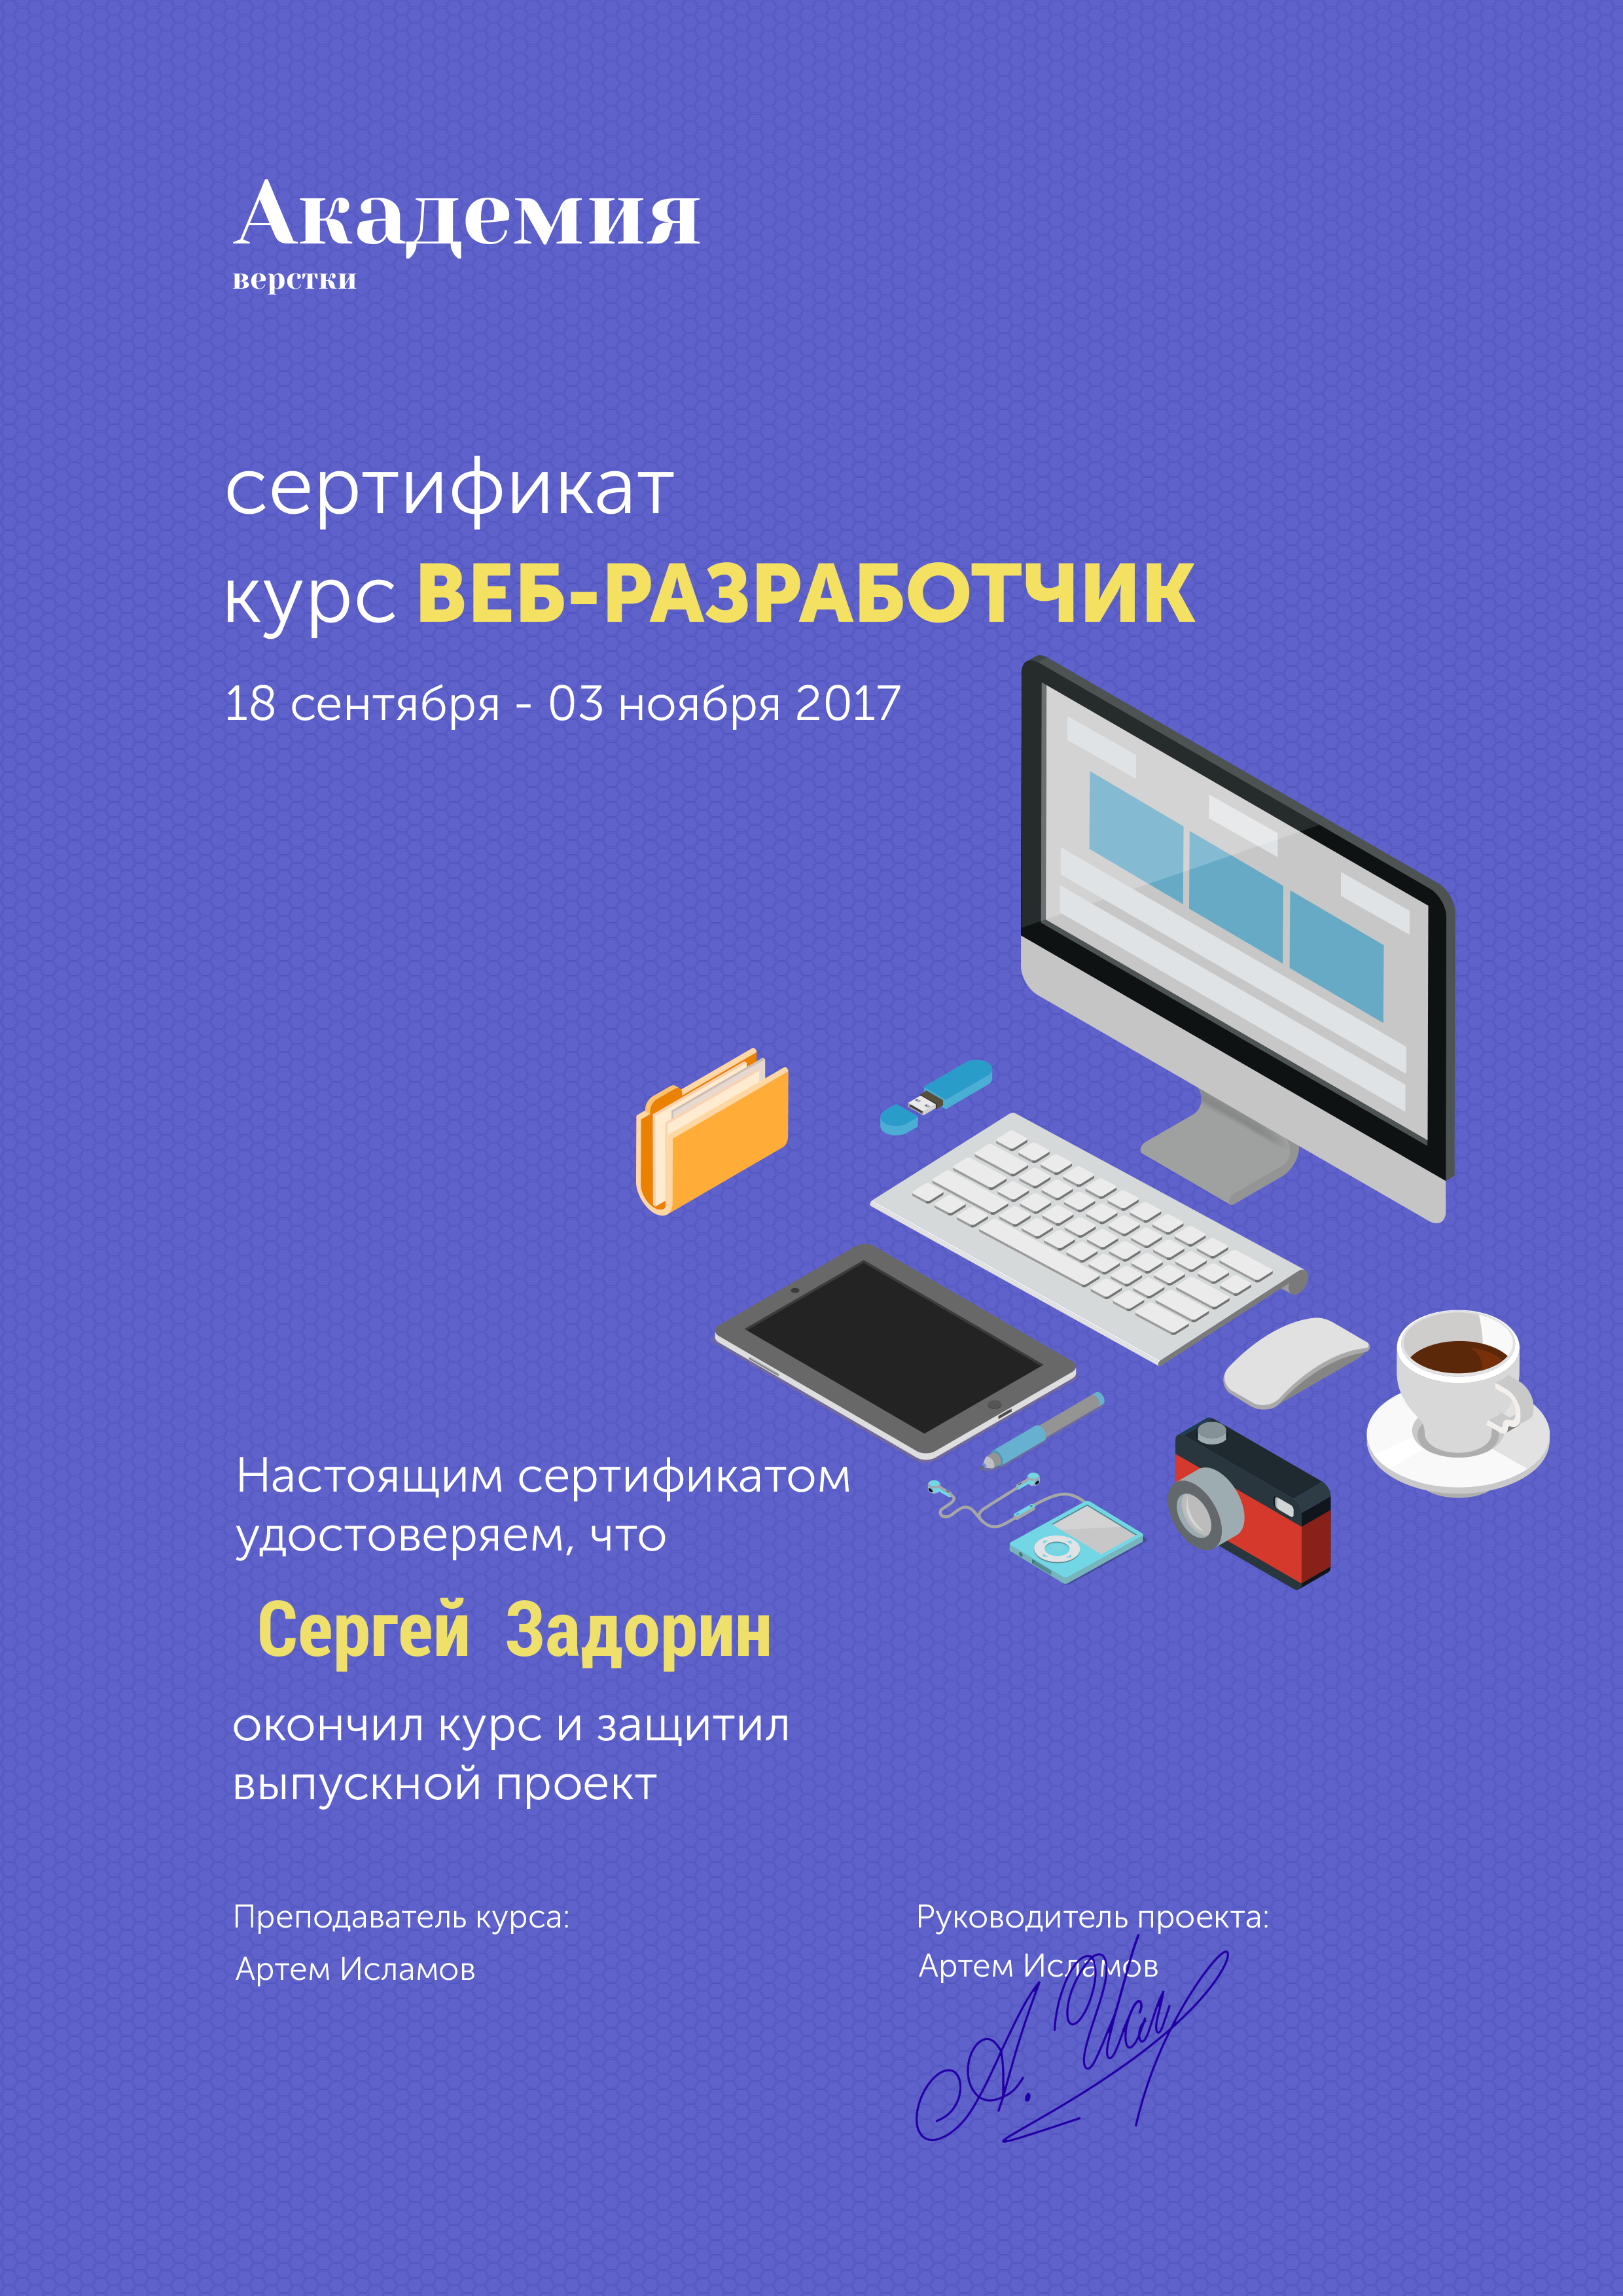 Академия
верстки
сертификат
курс ВЕБ-РАЗРАБОТЧИК
18 сентября - 03 ноября 2017
Настоящим сертификатом
удостоверяем, что
Сергей Задорин
окончил курс и защитил
выпускной проект
Преподаватель курса:
Артем Исламов
Руководитель проекта:
Артем Исламов